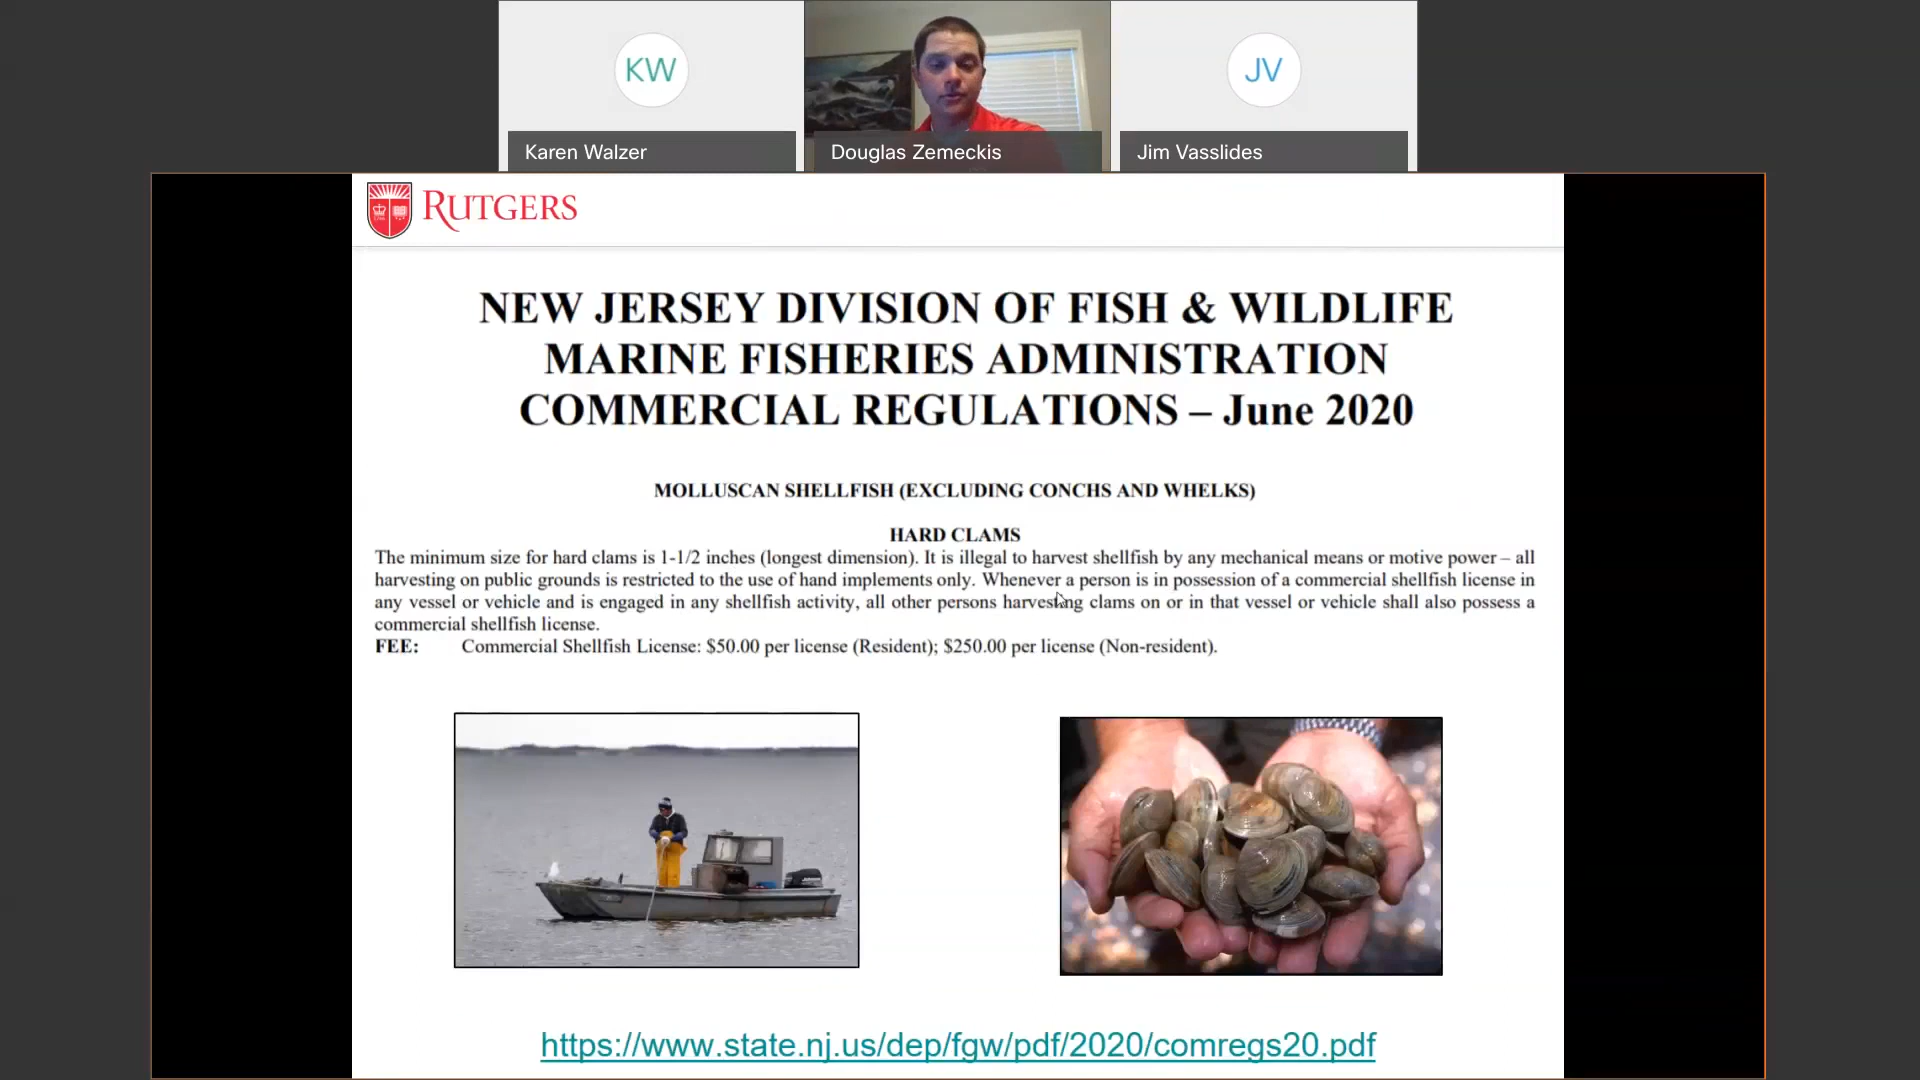 KW
JV
Karen Walzer
Douglas Zemeckis
Jim Vasslides
RUTGERS
NEW JERSEY DIVISION OF FISH & WILDLIFE
MARINE FISHERIES ADMINISTRATION
COMMERCIAL REGULATIONS – June 2020
MOLLUSCAN SHELLFISH (EXCLUDING CONCHS AND WHELKS)
HARD CLAMS
The minimum size for hard clams is 1-1/2 inches (longest dimension). It is illegal to harvest shellfish by any mechanical means or motive power – all
harvesting on public grounds is restricted to the use of hand implements only. Whenever a person is in possession of a commercial shellfish license in
any vessel or vehicle and is engaged in any shellfish activity, all other persons harvesting clams on or in that vessel or vehicle shall also possess a
commercial shellfish license.
FEE: Commercial Shellfish License: $50.00 per license (Resident); $250.00 per license (Non-resident).
https://www.state.nj.us/dep/fgw/pdf/2020/comregs20.pdf